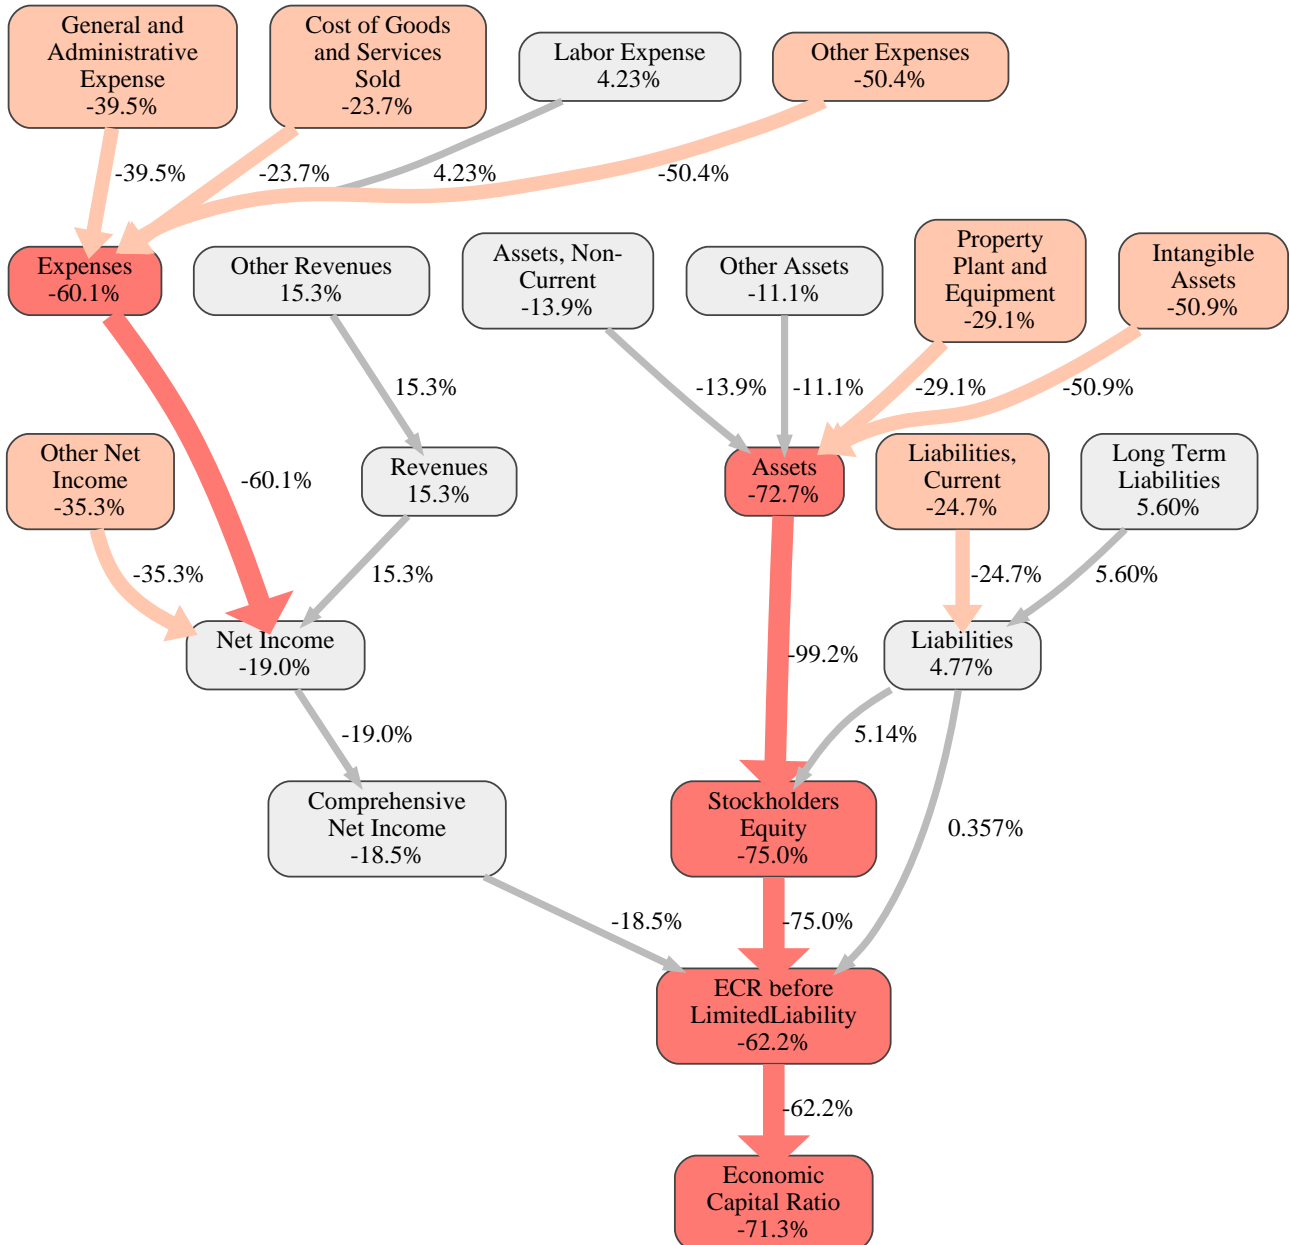 General and
Administrative
Expense
-39.5%
Cost of Goods
and Services
Sold
-23.7%
Labor Expense
4.23%
Other Expenses
-50.4%
-39.5%
-23.7%
4.23%
-50.4%
Expenses
-60.1%
Other Revenues
15.3%
Assets, Non-
Current
-13.9%
Other Assets
-11.1%
Property
Plant and
Equipment
-29.1%
Intangible
Assets
-50.9%
15.3%
-13.9%
-11.1%
-29.1%
-50.9%
Other Net
Income
-35.3%
-60.1%
Revenues
15.3%
Assets
-72.7%
Liabilities,
Current
-24.7%
Long Term
Liabilities
5.60%
-35.3%
15.3%
-24.7%
5.60%
Net Income
-19.0%
-99.2%
Liabilities
4.77%
-19.0%
5.14%
Comprehensive
Net Income
-18.5%
Stockholders
Equity
-75.0%
0.357%
-18.5%
-75.0%
ECR before
LimitedLiability
-62.2%
-62.2%
Economic
Capital Ratio
-71.3%